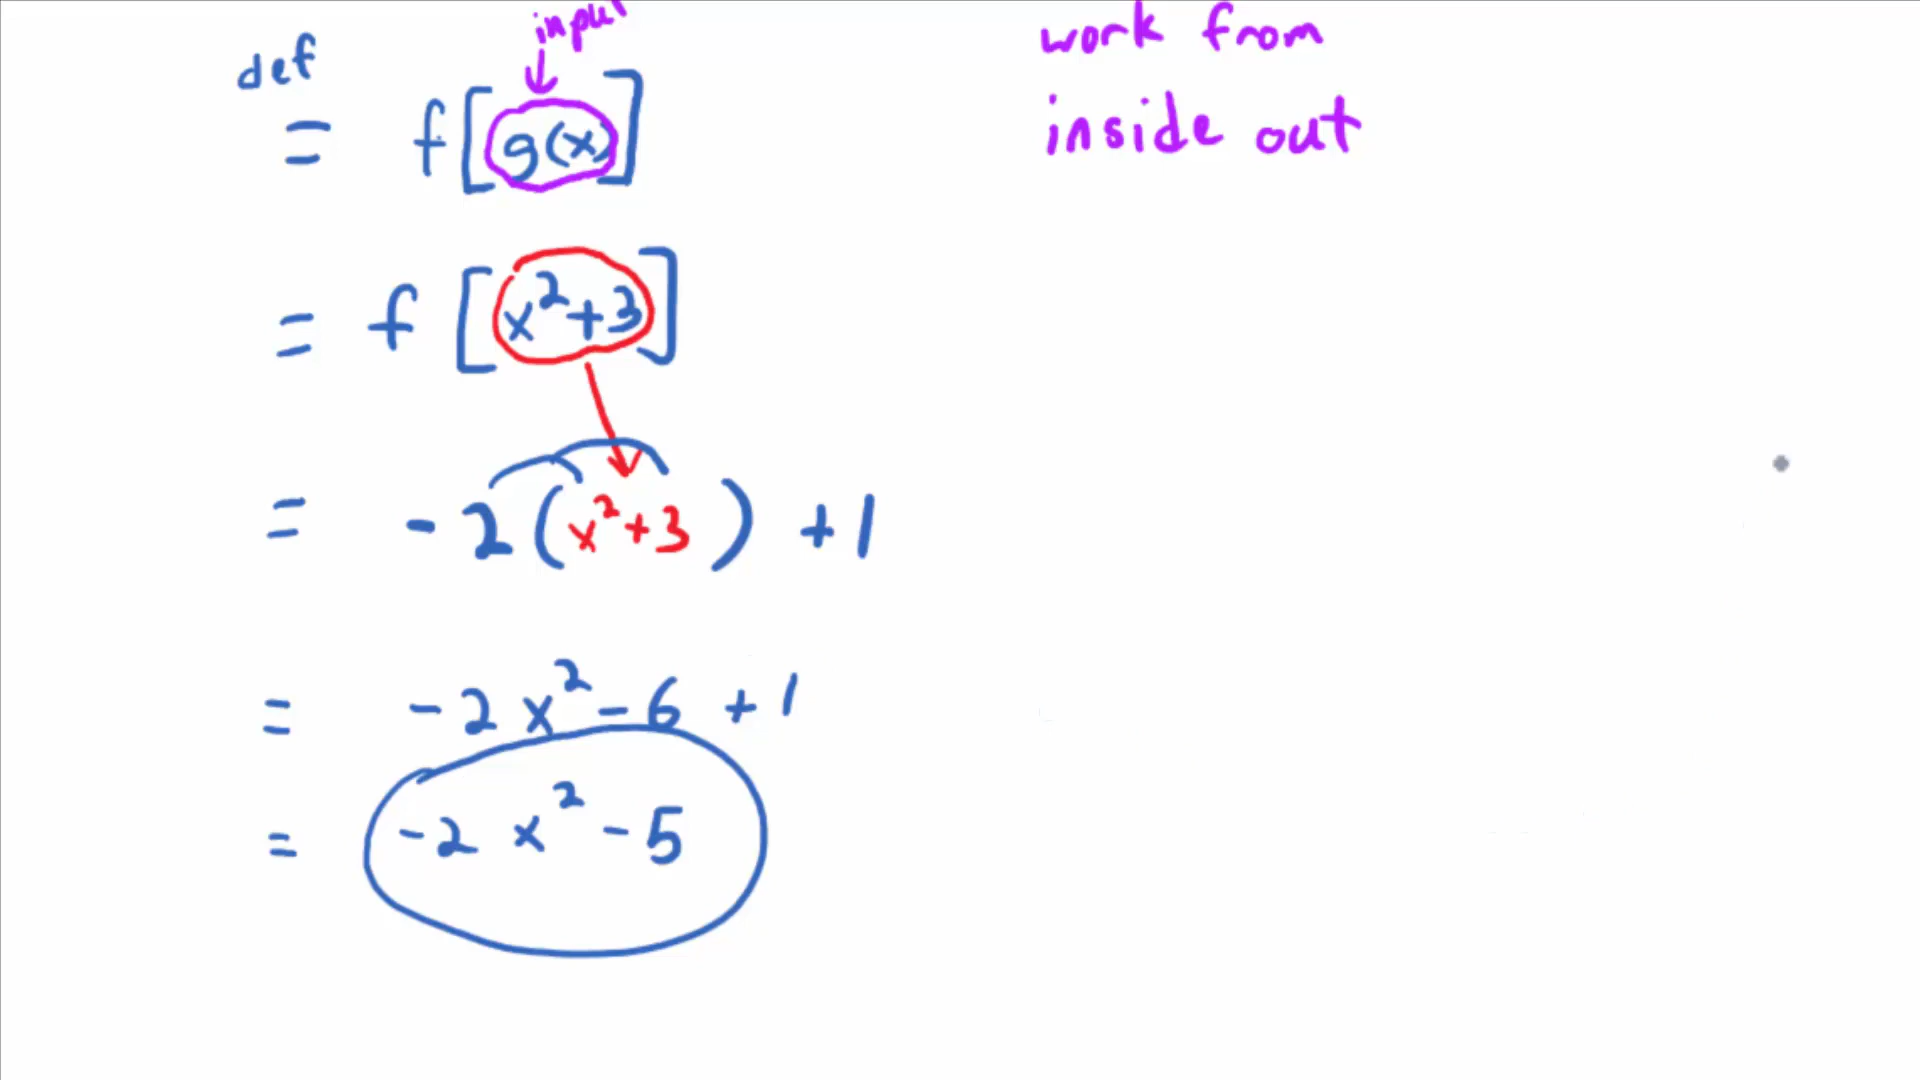 input
work from
def
= f[g(x)]
inside out
= f[x²+3]
= -2(x²+3) +1
= -2x²-6+1
= -2x²-5